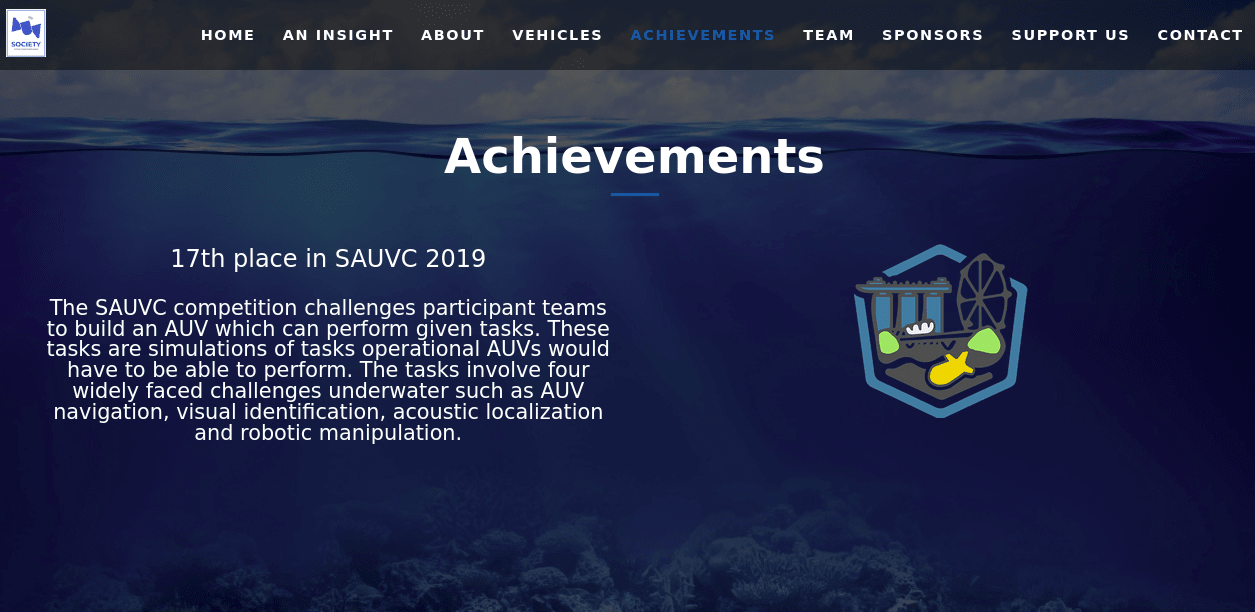 SOCIETY
HOME AN INSIGHT ABOUT VEHICLES ACHIEVEMENTS TEAM SPONSORS SUPPORT US CONTACT
Achievements
17th place in SAUVC 2019
The SAUVC competition challenges participant teams
to build an AUV which can perform given tasks. These
tasks are simulations of tasks operational AUVs would
have to be able to perform. The tasks involve four
widely faced challenges underwater such as AUV
navigation, visual identification, acoustic localization
and robotic manipulation.